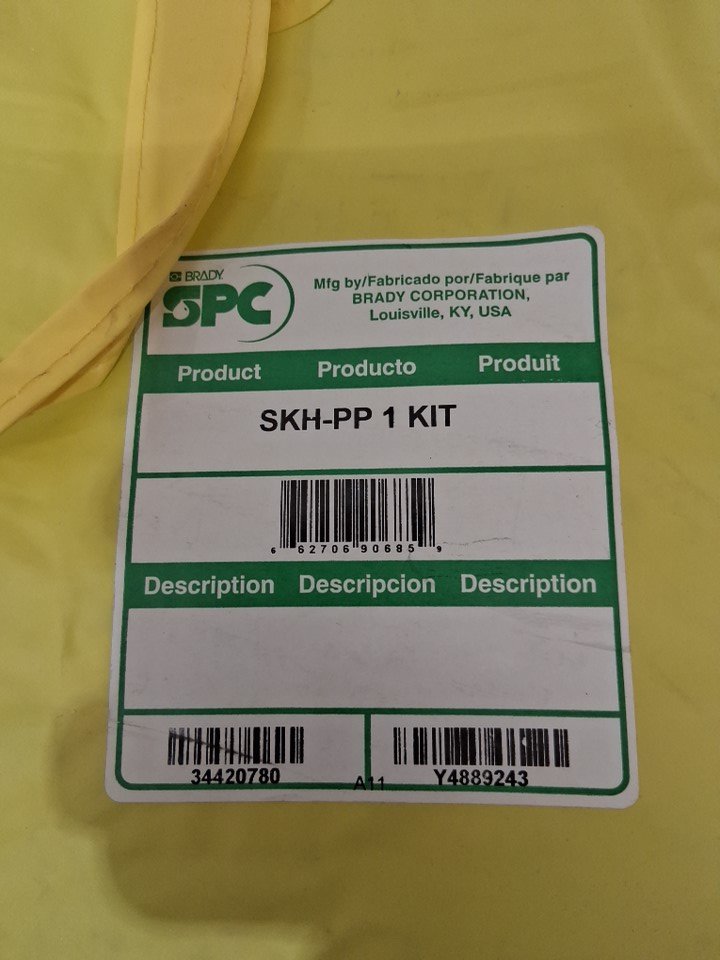 BRADY
SPC
Mfg by/Fabricado por/Fabrique par
BRADY CORPORATION,
Louisville, KY, USA
Product Producto Produit
SKH-PP 1 KIT
6 62706 90685 9
Description Descripcion Description
34420780 A11 Y4889243